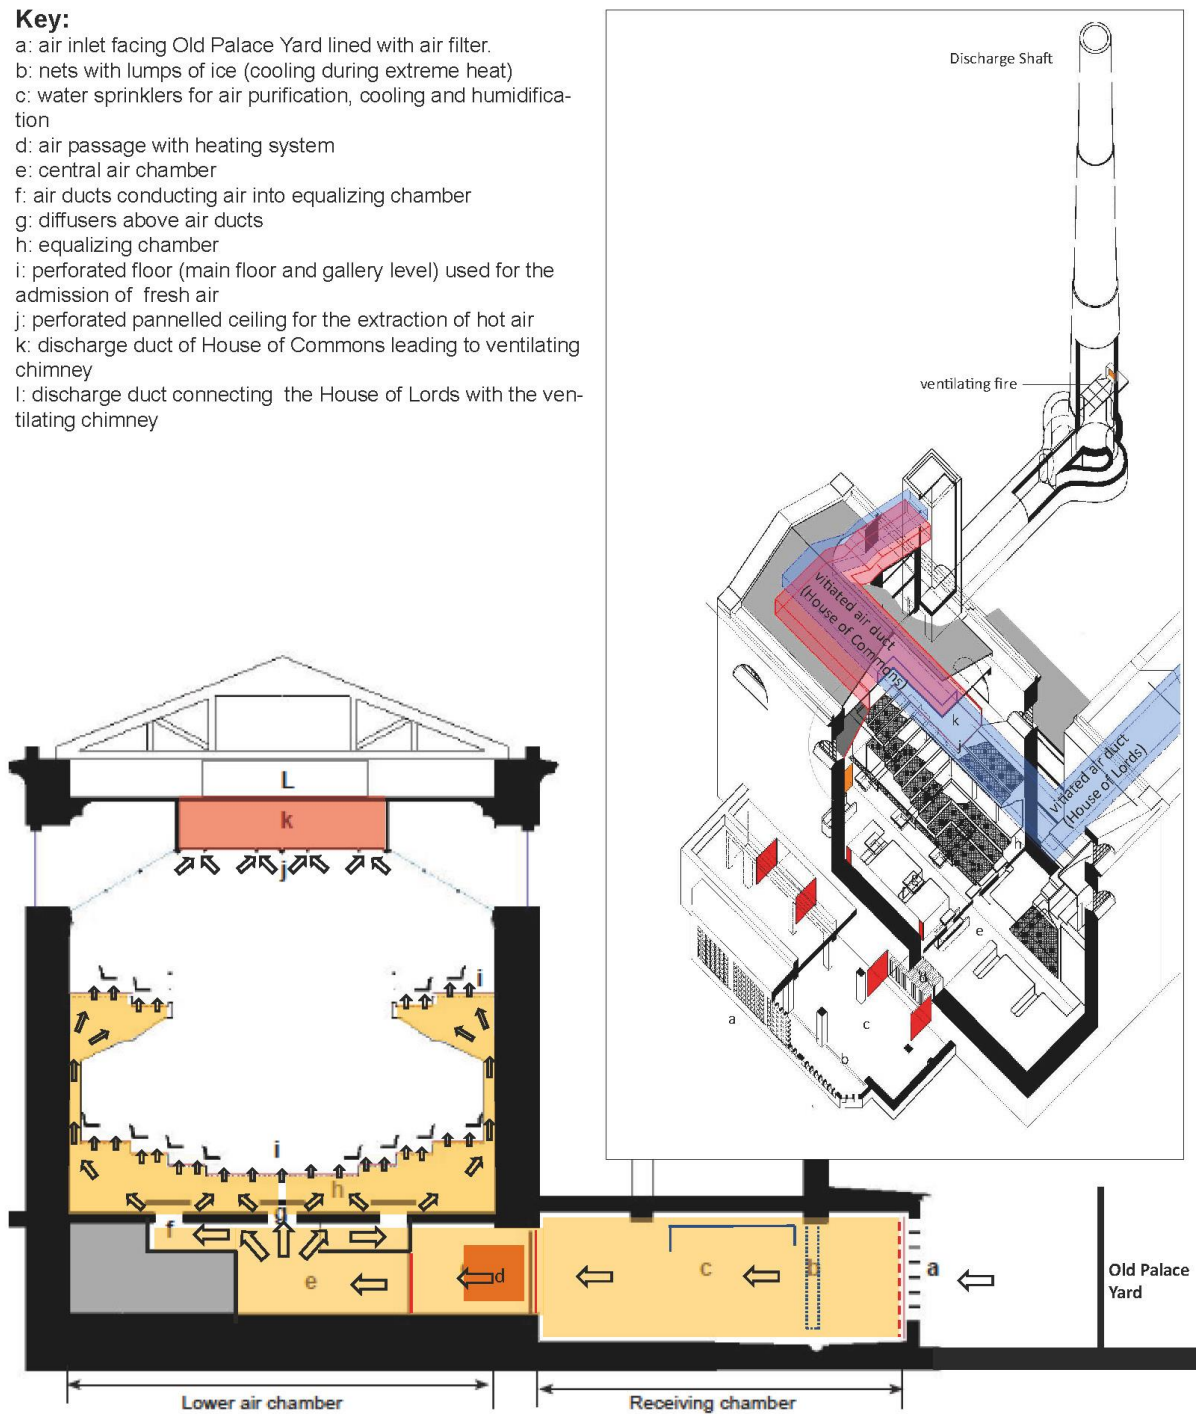 Key:
a: air inlet facing Old Palace Yard lined with air filter.
b: nets with lumps of ice (cooling during extreme heat)
c: water sprinklers for air purification, cooling and humidifica-
tion
d: air passage with heating system
e: central air chamber
f: air ducts conducting air into equalizing chamber
g: diffusers above air ducts
h: equalizing chamber
i: perforated floor (main floor and gallery level) used for the
admission of  fresh air
j: perforated pannelled ceiling for the extraction of hot air
k: discharge duct of House of Commons leading to ventilating
chimney
l: discharge duct connecting  the House of Lords with the ven-
tilating chimney
Discharge Shaft
ventilating fire
vitiated air duct
(House of Commons)
k
j
vitiated air duct
(House of Lords)
h
g
e
d
a
c
b
L
k
j
i
i
h
g
f
e
d
c
b
a
Old Palace
Yard
Lower air chamber
Receiving chamber